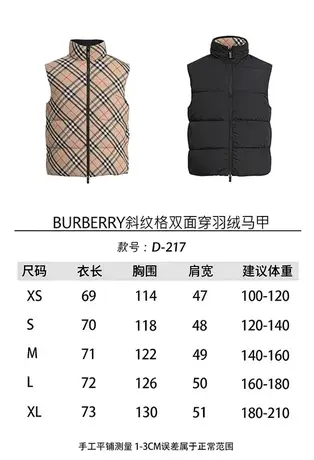 BURBERRY斜纹格双面穿羽绒马甲
款号：D-217
尺码 衣长 胸围 肩宽 建议体重
XS 69 114 47 100-120
S 70 118 48 120-140
M 71 122 49 140-160
L 72 126 50 160-180
XL 73 130 51 180-210
手工平铺测量 1-3CM误差属于正常范围